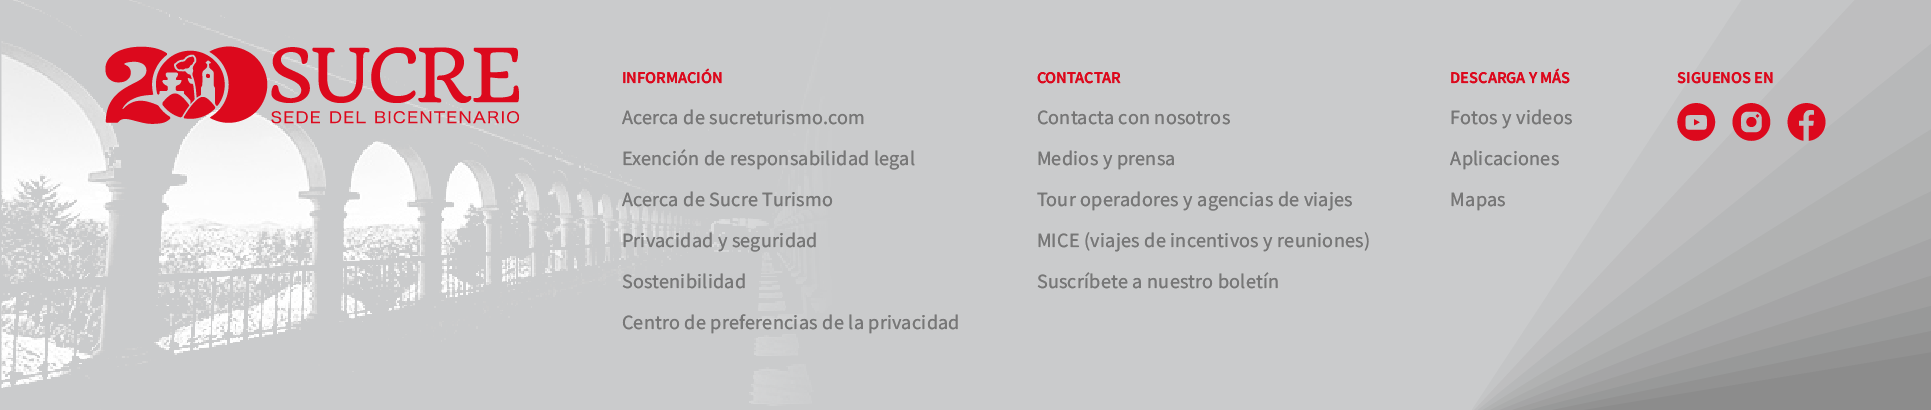 200 SUCRE
SEDE DEL BICENTENARIO
INFORMACIÓN
Acerca de sucreturismo.com
Exención de responsabilidad legal
Acerca de Sucre Turismo
Privacidad y seguridad
Sostenibilidad
Centro de preferencias de la privacidad
CONTACTAR
Contacta con nosotros
Medios y prensa
Tour operadores y agencias de viajes
MICE (viajes de incentivos y reuniones)
Suscríbete a nuestro boletín
DESCARGA Y MÁS
Fotos y videos
Aplicaciones
Mapas
SIGUENOS EN